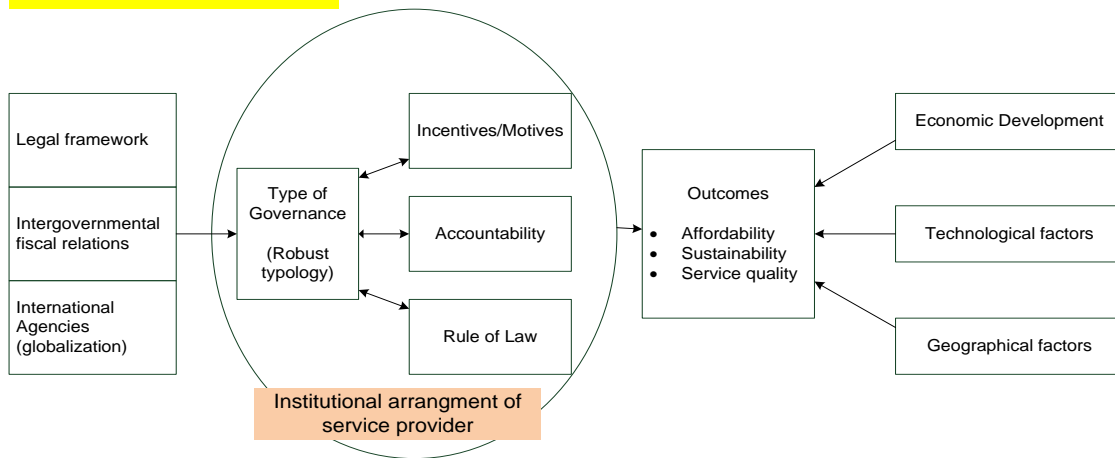 Legal framework
Intergovernmental
fiscal relations
International
Agencies
(globalization)
Type of
Governance
(Robust
typology)
Incentives/Motives
Accountability
Rule of Law
Institutional arrangment of
service provider
Outcomes
• Affordability
• Sustainability
• Service quality
Economic Development
Technological factors
Geographical factors